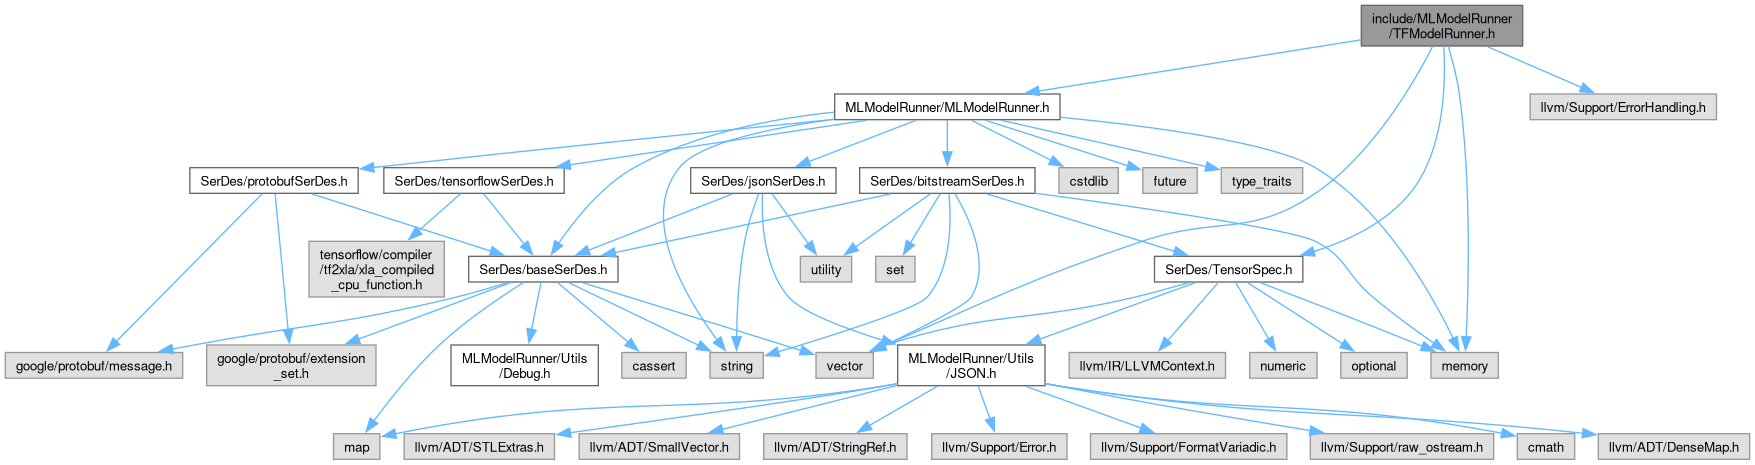 include/MLModelRunner
/TFModelRunner.h
MLModelRunner/MLModelRunner.h
llvm/Support/ErrorHandling.h
SerDes/protobufSerDes.h
SerDes/tensorflowSerDes.h
SerDes/jsonSerDes.h
SerDes/bitstreamSerDes.h
cstdlib
future
type_traits
tensorflow/compiler
/tf2xla/xla_compiled
_cpu_function.h
SerDes/baseSerDes.h
utility
set
SerDes/TensorSpec.h
google/protobuf/message.h
google/protobuf/extension
_set.h
MLModelRunner/Utils
/Debug.h
cassert
string
vector
MLModelRunner/Utils
/JSON.h
llvm/IR/LLVMContext.h
numeric
optional
memory
map
llvm/ADT/STLExtras.h
llvm/ADT/SmallVector.h
llvm/ADT/StringRef.h
llvm/Support/Error.h
llvm/Support/FormatVariadic.h
llvm/Support/raw_ostream.h
cmath
llvm/ADT/DenseMap.h